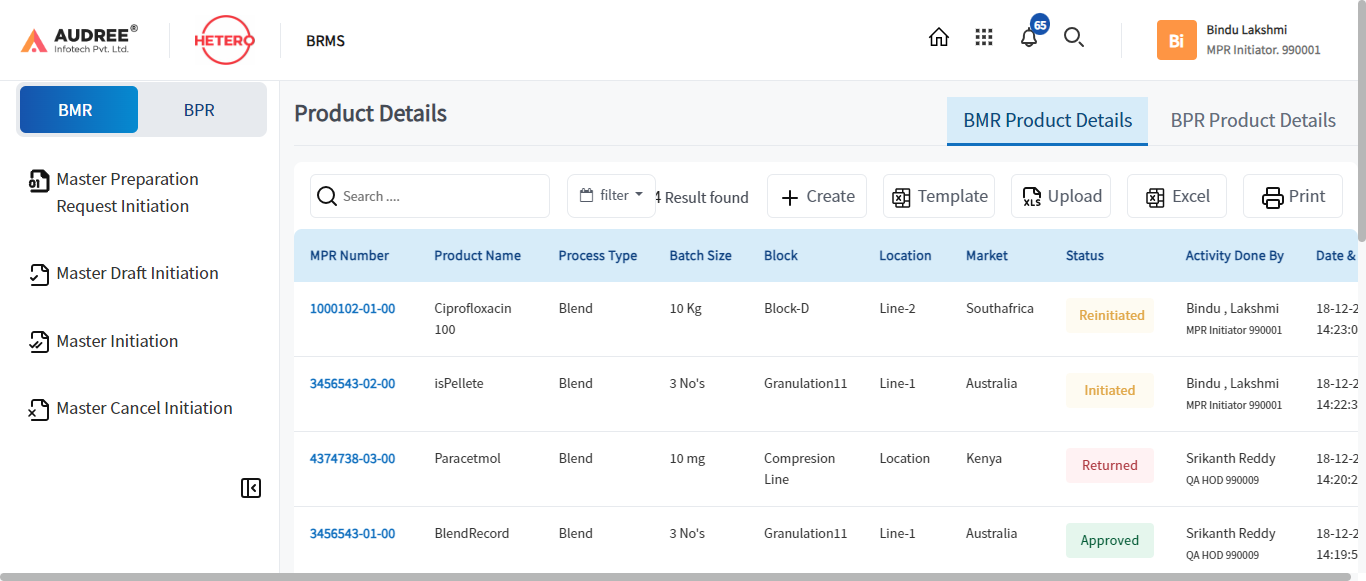 AUDREE®
Infotech Pvt. Ltd.
HETERO
BRMS
65
Bi
Bindu Lakshmi
MPR Initiator. 990001
BMR
BPR
Master Preparation
Request Initiation
Master Draft Initiation
Master Initiation
Master Cancel Initiation
Product Details
BMR Product Details
BPR Product Details
Search ....
filter
4 Result found
Create
Template
XLS
Upload
Excel
Print
MPR Number Product Name Process Type Batch Size Block Location Market Status Activity Done By Date &
1000102-01-00 Ciprofloxacin Blend 10 Kg Block-D Line-2 Southafrica Reinitiated Bindu , Lakshmi 18-12-2
100 MPR Initiator 990001 14:23:0
3456543-02-00 isPellete Blend 3 No's Granulation11 Line-1 Australia Initiated Bindu , Lakshmi 18-12-2
MPR Initiator 990001 14:22:3
4374738-03-00 Paracetmol Blend 10 mg Compresion Location Kenya Returned Srikanth Reddy 18-12-2
Line QA HOD 990009 14:20:2
3456543-01-00 BlendRecord Blend 3 No's Granulation11 Line-1 Australia Approved Srikanth Reddy 18-12-2
QA HOD 990009 14:19:5